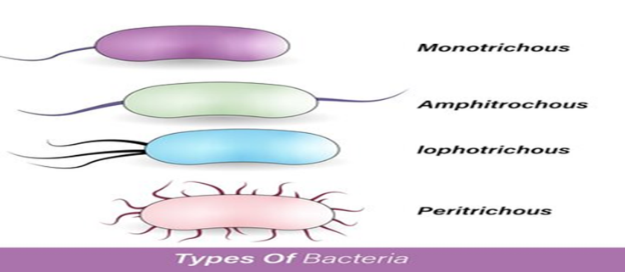 Monotrichous
Amphitrochous
lophotrichous
Peritrichous
Types Of Bacteria